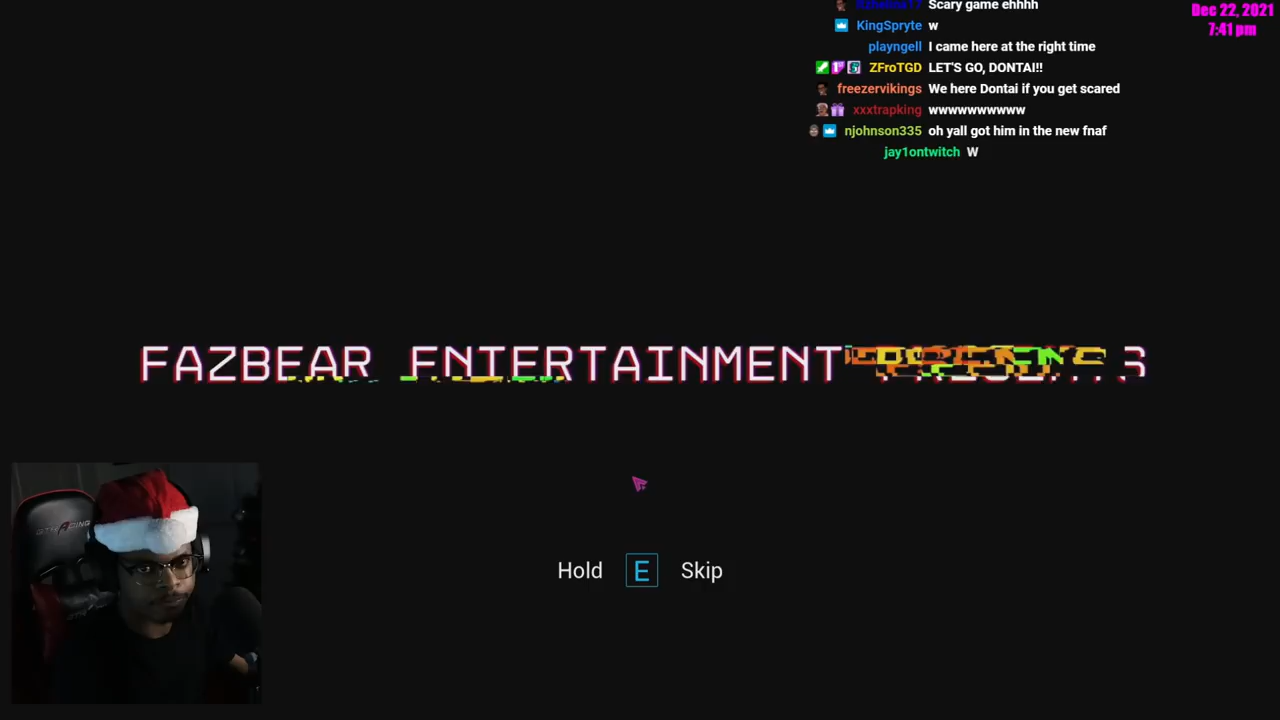 Scary game ehhhh
KingSpryte w
playngell I came here at the right time
ZFroTGD LET'S GO, DONTAI!!
freezervikings We here Dontai if you get scared
xxxtrapking wwwwwwwwww
njohnson335 oh yall got him in the new fnaf
jay1ontwitch W
Dec 22, 2021
7:41 pm
FAZBEAR ENTERTAINMENT
Hold E Skip